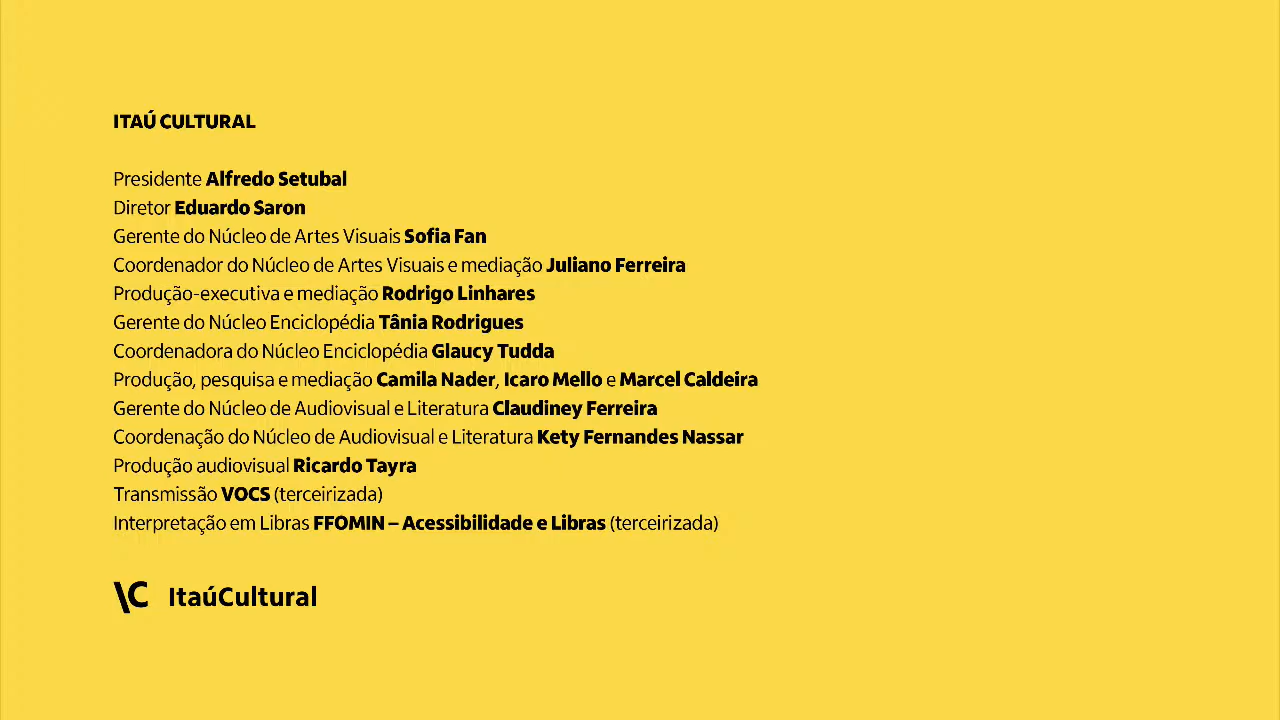 ITAÚ CULTURAL
Presidente Alfredo Setubal
Diretor Eduardo Saron
Gerente do Núcleo de Artes Visuais Sofia Fan
Coordenador do Núcleo de Artes Visuais e mediação Juliano Ferreira
Produção-executiva e mediação Rodrigo Linhares
Gerente do Núcleo Enciclopédia Tânia Rodrigues
Coordenadora do Núcleo Enciclopédia Glaucy Tudda
Produção, pesquisa e mediação Camila Nader, Icaro Mello e Marcel Caldeira
Gerente do Núcleo de Audiovisual e Literatura Claudiney Ferreira
Coordenação do Núcleo de Audiovisual e Literatura Kety Fernandes Nassar
Produção audiovisual Ricardo Tayra
Transmissão VOCS (terceirizada)
Interpretação em Libras FFOMIN – Acessibilidade e Libras (terceirizada)
\C ItaúCultural